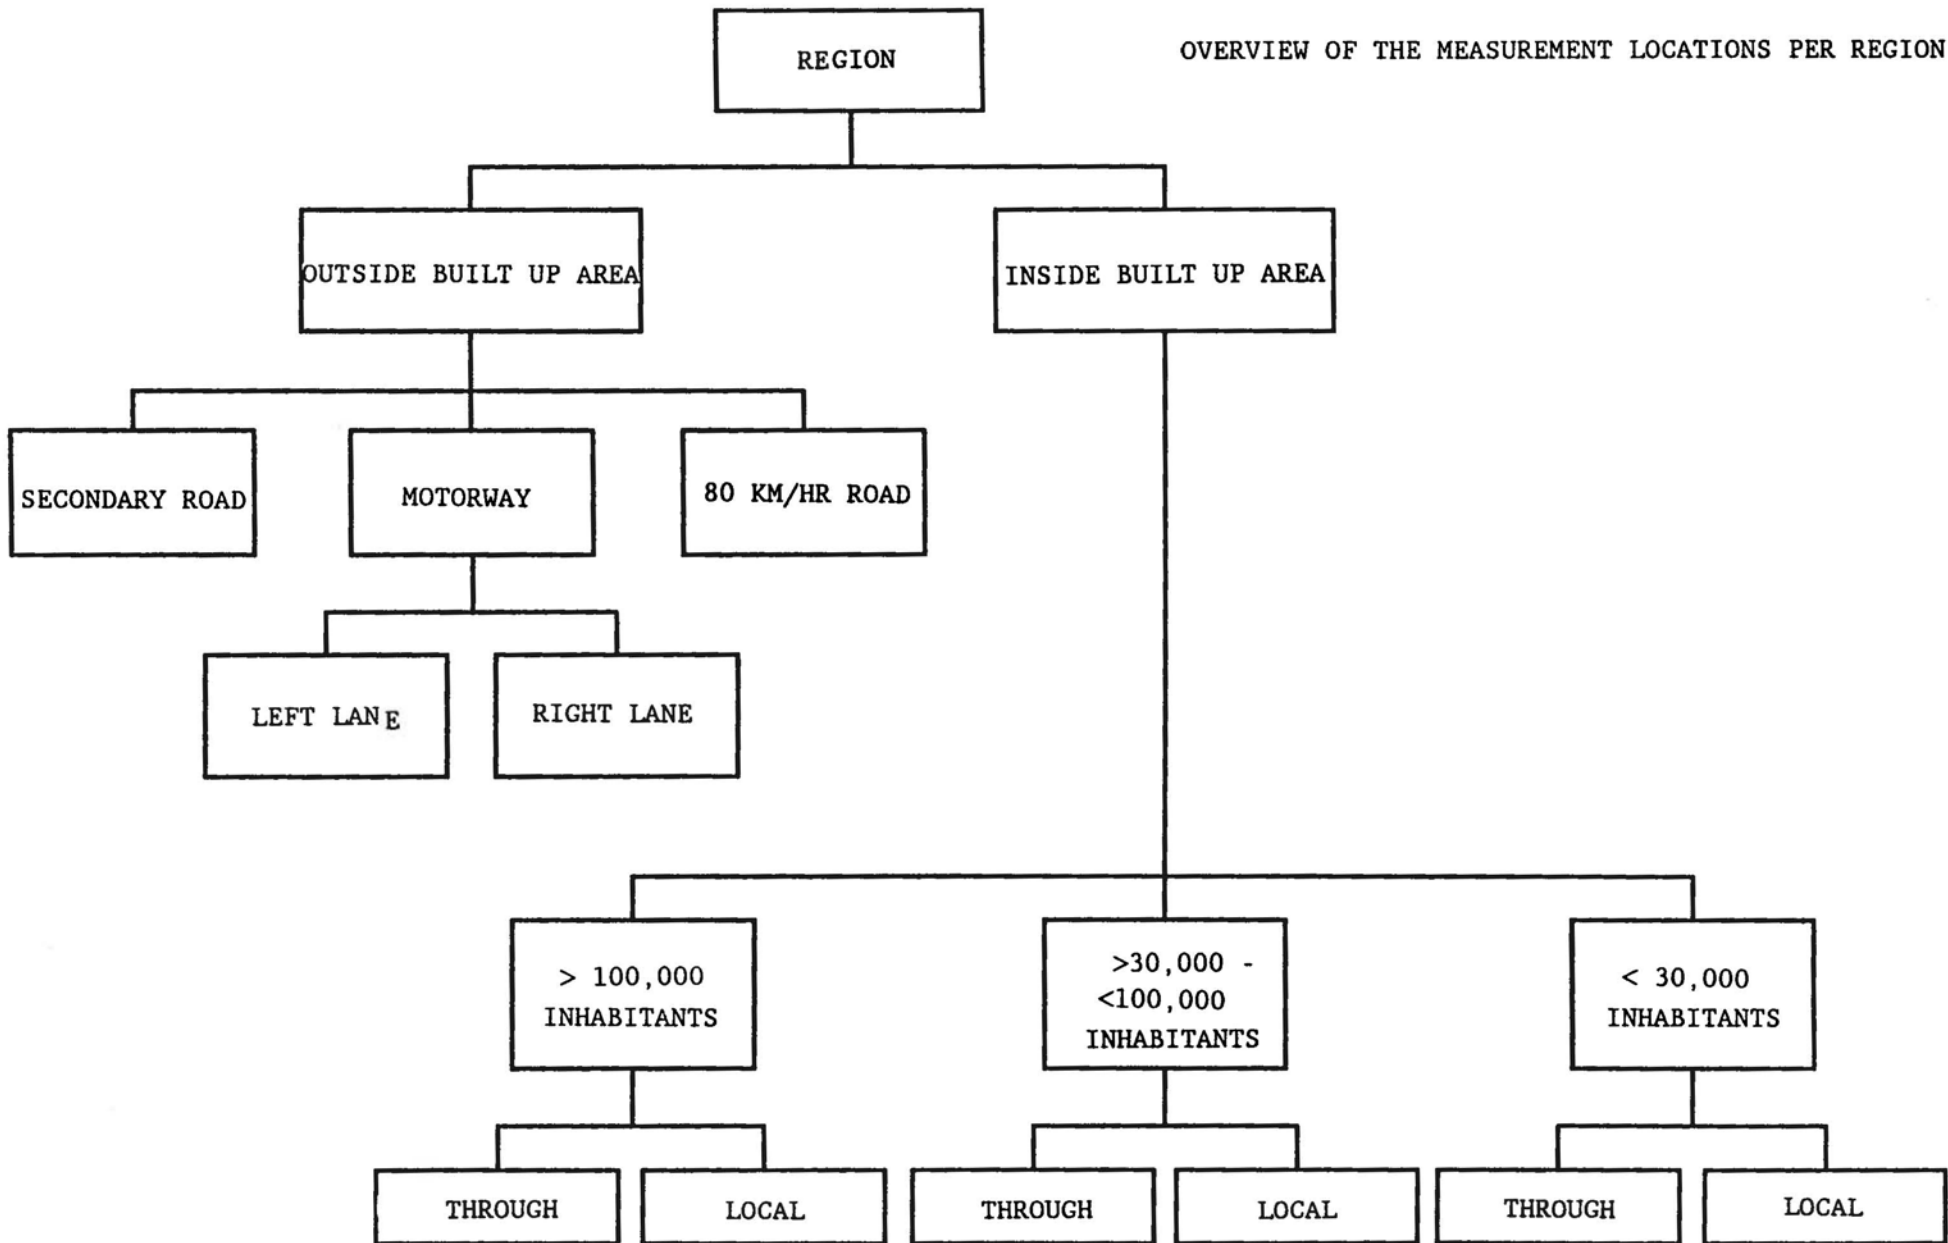 REGION
OVERVIEW OF THE MEASUREMENT LOCATIONS PER REGION
OUTSIDE BUILT UP AREA
INSIDE BUILT UP AREA
SECONDARY ROAD
MOTORWAY
80 KM/HR ROAD
LEFT LANE
RIGHT LANE
> 100,000
INHABITANTS
>30,000 -
<100,000
INHABITANTS
< 30,000
INHABITANTS
THROUGH
LOCAL
THROUGH
LOCAL
THROUGH
LOCAL